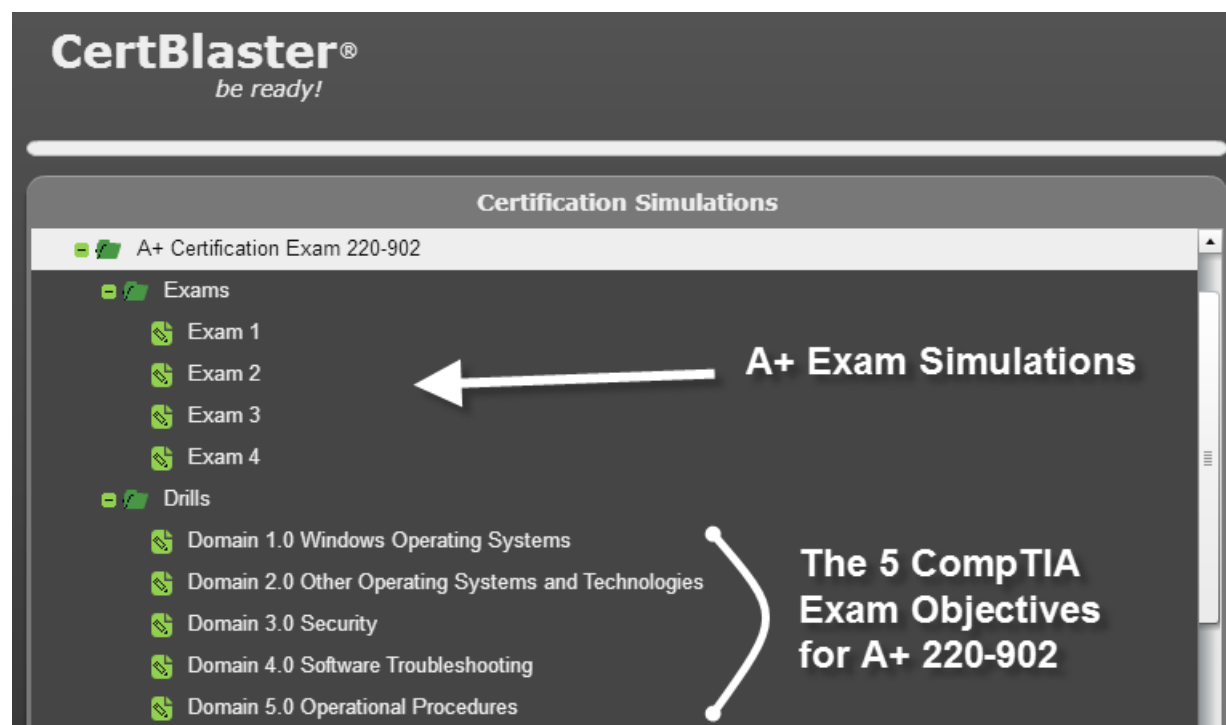 CertBlaster®
be ready!
Certification Simulations
A+ Certification Exam 220-902
Exams
Exam 1
Exam 2
Exam 3
Exam 4
A+ Exam Simulations
Drills
Domain 1.0 Windows Operating Systems
Domain 2.0 Other Operating Systems and Technologies
Domain 3.0 Security
Domain 4.0 Software Troubleshooting
Domain 5.0 Operational Procedures
The 5 CompTIA
Exam Objectives
for A+ 220-902